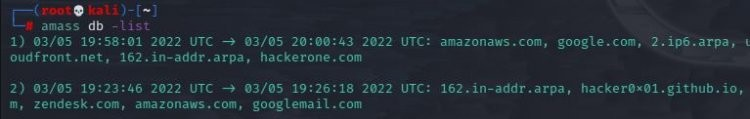 ┌──(root💀kali)-[~]
└─# amass db -list
1) 03/05 19:58:01 2022 UTC → 03/05 20:00:43 2022 UTC: amazonaws.com, google.com, 2.ip6.arpa,
oudfront.net, 162.in-addr.arpa, hackerone.com
2) 03/05 19:23:46 2022 UTC → 03/05 19:26:18 2022 UTC: 162.in-addr.arpa, hacker0×01.github.io,
m, zendesk.com, amazonaws.com, googlemail.com